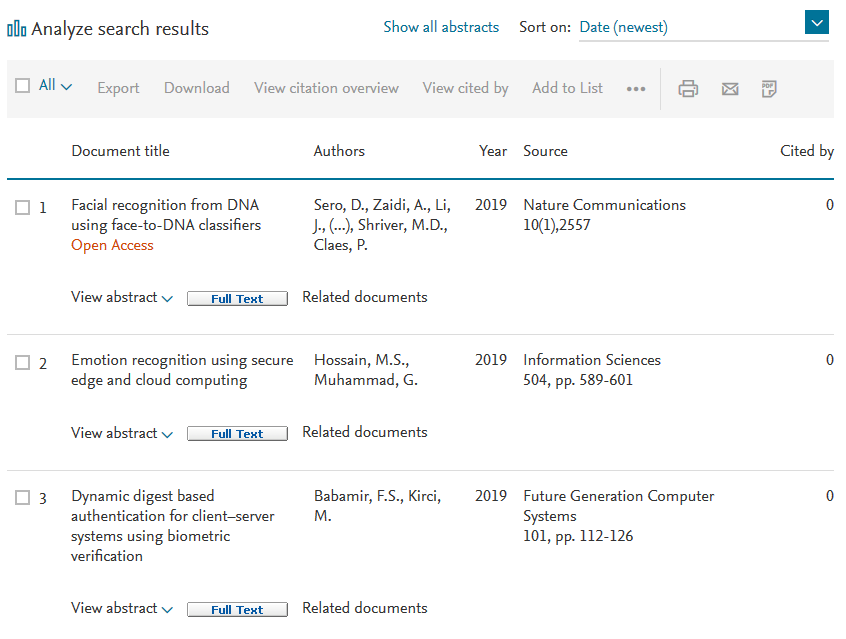 Analyze search results
Show all abstracts Sort on: Date (newest)
All Export Download View citation overview View cited by Add to List ••• PDF
Document title Authors Year Source Cited by
1 Facial recognition from DNA Sero, D., Zaidi, A., Li, 2019 Nature Communications 0
using face-to-DNA classifiers J., (...), Shriver, M.D., 10(1),2557
Open Access Claes, P.
View abstract Full Text Related documents
2 Emotion recognition using secure Hossain, M.S., 2019 Information Sciences 0
edge and cloud computing Muhammad, G. 504, pp. 589-601
View abstract Full Text Related documents
3 Dynamic digest based Babamir, F.S., Kirci, 2019 Future Generation Computer 0
authentication for client–server M. Systems
systems using biometric 101, pp. 112-126
verification
View abstract Full Text Related documents